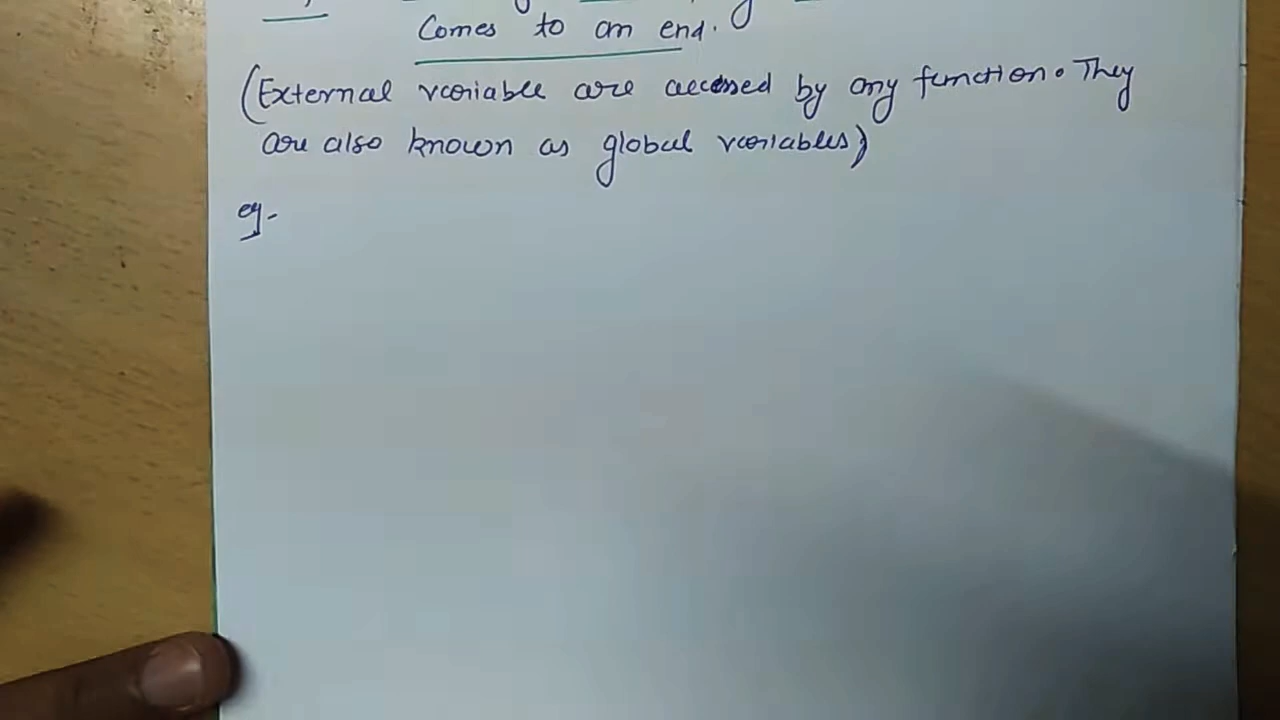 Comes to an end.
(External variable are accessed by any function. They
are also known as global variables)
eg-